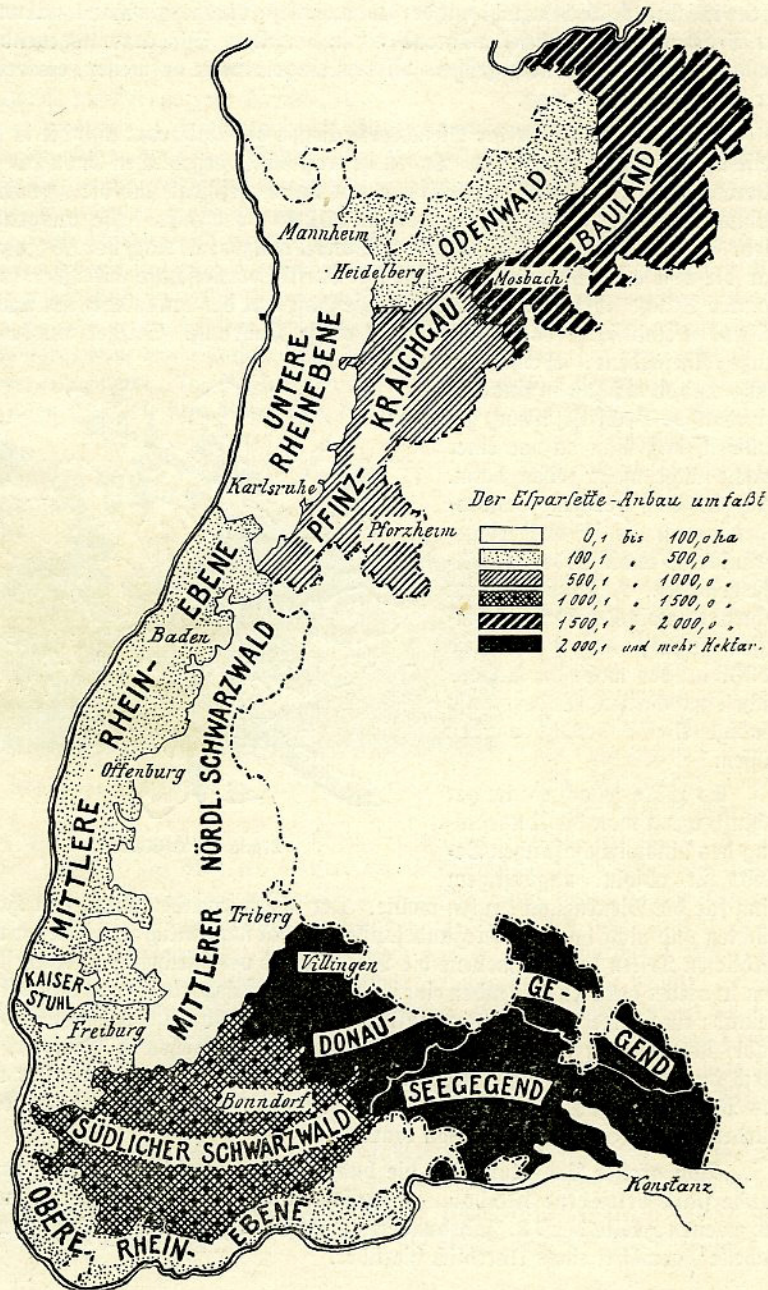 ODENWALD
BAULAND
Mannheim
Heidelberg
Mosbach
UNTERE
RHEINEBENE
PFINZ-
KRAICHGAU
Karlsruhe
Pforzheim
Der Eſparſette-Anbau umfaßt
0,1 bis 100,0 ha
100,1 „ 500,0 „
500,1 „ 1000,0 „
1000,1 „ 1500,0 „
1500,1 „ 2000,0 „
2000,1 und mehr Hektar.
MITTLERE
RHEIN-
EBENE
Baden
Offenburg
MITTLERER
NÖRDL. SCHWARZWALD
Triberg
Villingen
KAISER-
STUHL
Freiburg
DONAU-
GE-
GEND
SEEGEGEND
Bonndorf
SÜDLICHER SCHWARZWALD
Konstanz
OBERE-
RHEIN-
EBENE